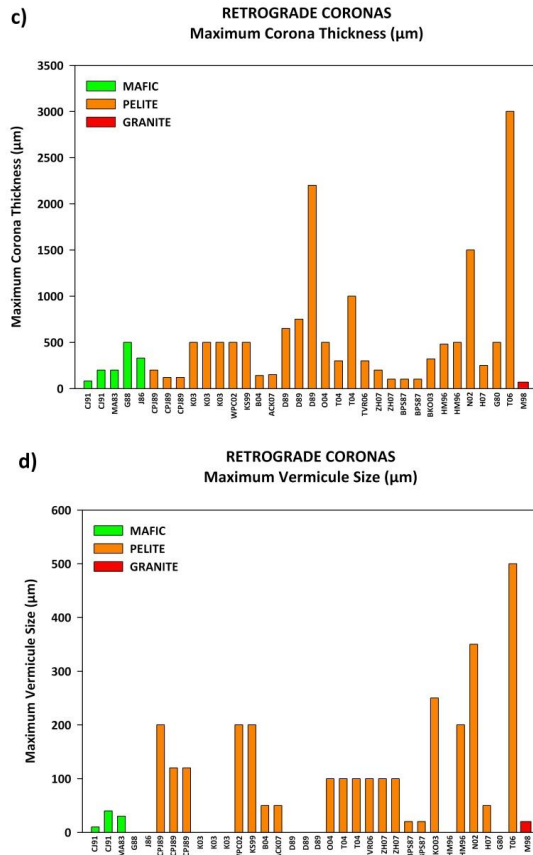 c)
RETROGRADE CORONAS
Maximum Corona Thickness (µm)
MAFIC
PELITE
GRANITE
Maximum Corona Thickness (µm)
3500
3000
2500
2000
1500
1000
500
0
CJ91 CJ91 MA83 G88 J86 CPJ89 CPJ89 CPJ89 K03 K03 K03 WPC02 KS99 B04 ACK07 D89 D89 D89 O04 T04 T04 TVR06 ZH07 ZH07 BPS87 BPS87 BKO03 HM96 HM96 N02 H07 G80 T06 M98
d)
RETROGRADE CORONAS
Maximum Vermicule Size (µm)
MAFIC
PELITE
GRANITE
Maximum Vermicule Size (µm)
600
500
400
300
200
100
0
CJ91 CJ91 MA83 G88 J86 CPJ89 CPJ89 CPJ89 K03 K03 K03 PC02 KS99 B04 ACK07 D89 D89 D89 O04 T04 T04 VR06 ZH07 ZH07 PS87 PS87 KO03 HM96 HM96 N02 H07 G80 T06 M98